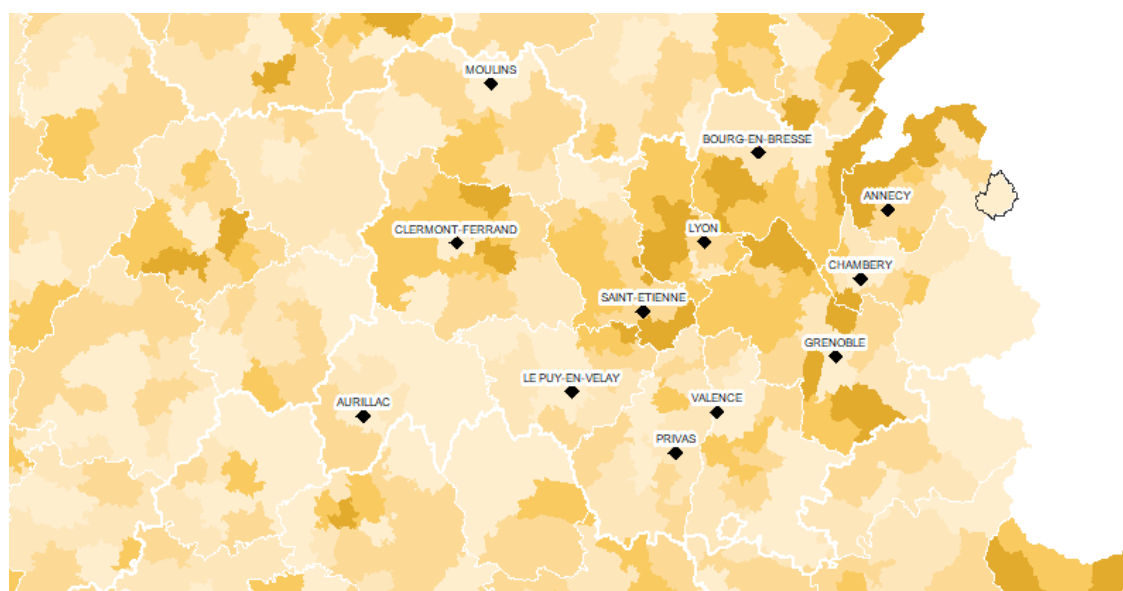 MOULINS
BOURG-EN-BRESSE
ANNECY
CLERMONT-FERRAND
LYON
CHAMBERY
SAINT-ETIENNE
GRENOBLE
LE PUY-EN-VELAY
AURILLAC
VALENCE
PRIVAS